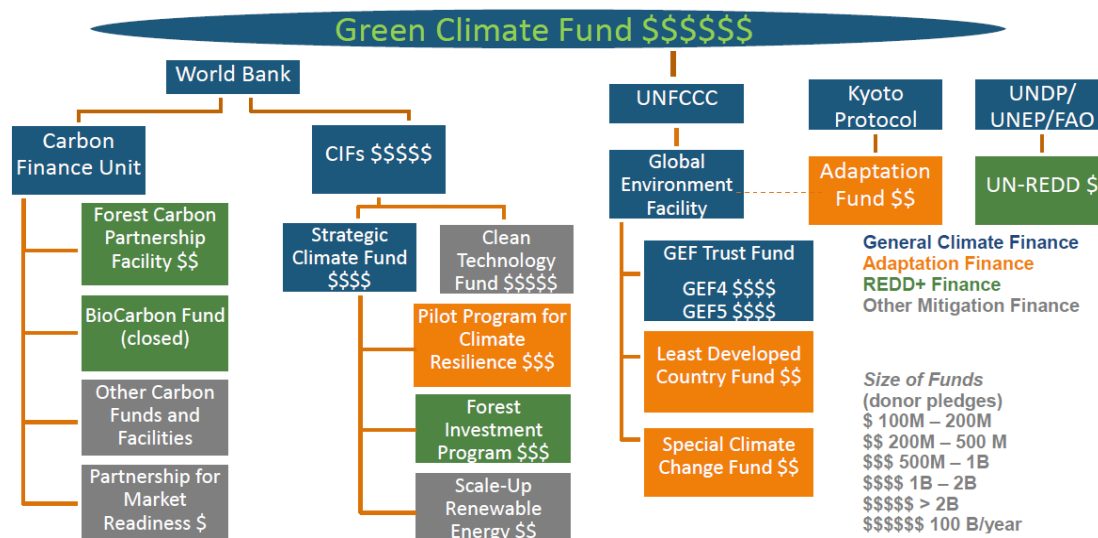 Green Climate Fund $$$$$$
World Bank
Carbon
Finance Unit
Forest Carbon
Partnership
Facility $$
BioCarbon Fund
(closed)
Other Carbon
Funds and
Facilities
Partnership for
Market
Readiness $
CIFs $$$$$
Strategic
Climate Fund
$$$$
Clean
Technology
Fund $$$$$
Pilot Program for
Climate
Resilience $$$
Forest
Investment
Program $$$
Scale-Up
Renewable
Energy $$
UNFCCC
Global
Environment
Facility
GEF Trust Fund
GEF4 $$$$
GEF5 $$$$
Least Developed
Country Fund $$
Special Climate
Change Fund $$
Kyoto
Protocol
Adaptation
Fund $$
UNDP/
UNEP/FAO
UN-REDD $
General Climate Finance
Adaptation Finance
REDD+ Finance
Other Mitigation Finance
Size of Funds
(donor pledges)
$ 100M – 200M
$$ 200M – 500 M
$$$ 500M – 1B
$$$$ 1B – 2B
$$$$$ > 2B
$$$$$$ 100 B/year